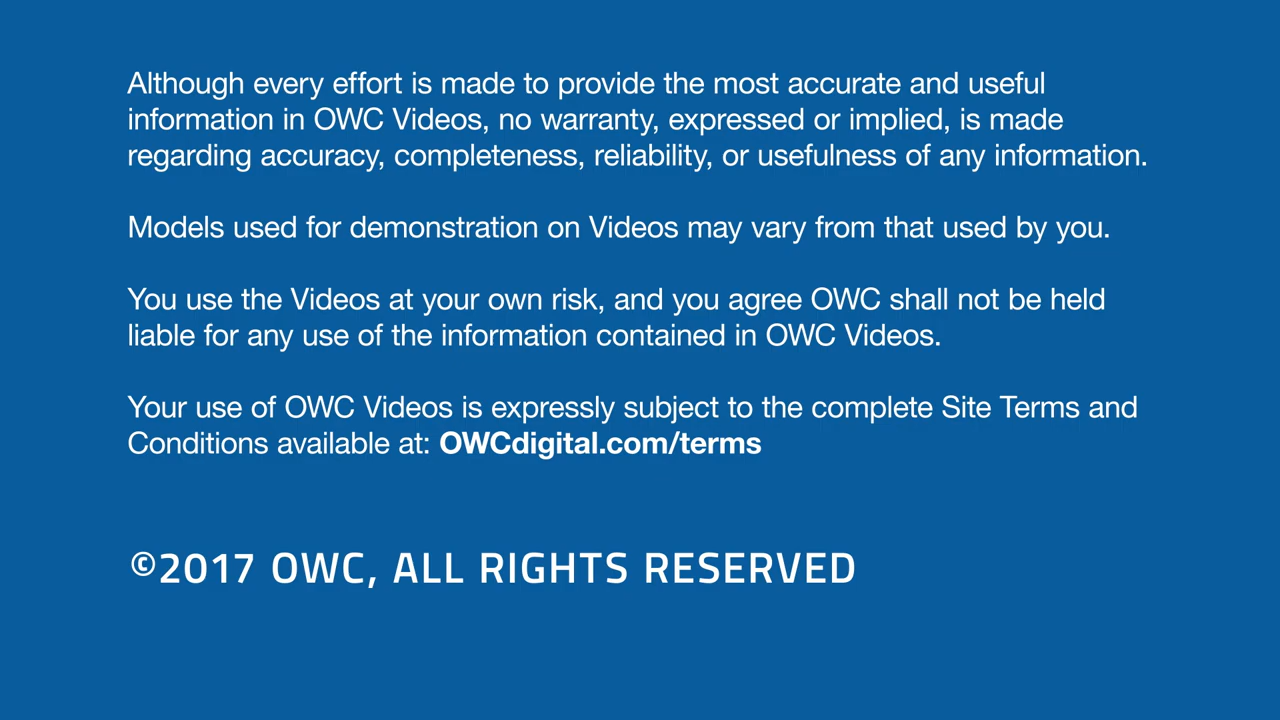 Although every effort is made to provide the most accurate and useful
information in OWC Videos, no warranty, expressed or implied, is made
regarding accuracy, completeness, reliability, or usefulness of any information.
Models used for demonstration on Videos may vary from that used by you.
You use the Videos at your own risk, and you agree OWC shall not be held
liable for any use of the information contained in OWC Videos.
Your use of OWC Videos is expressly subject to the complete Site Terms and
Conditions available at: OWCdigital.com/terms
©2017 OWC, ALL RIGHTS RESERVED